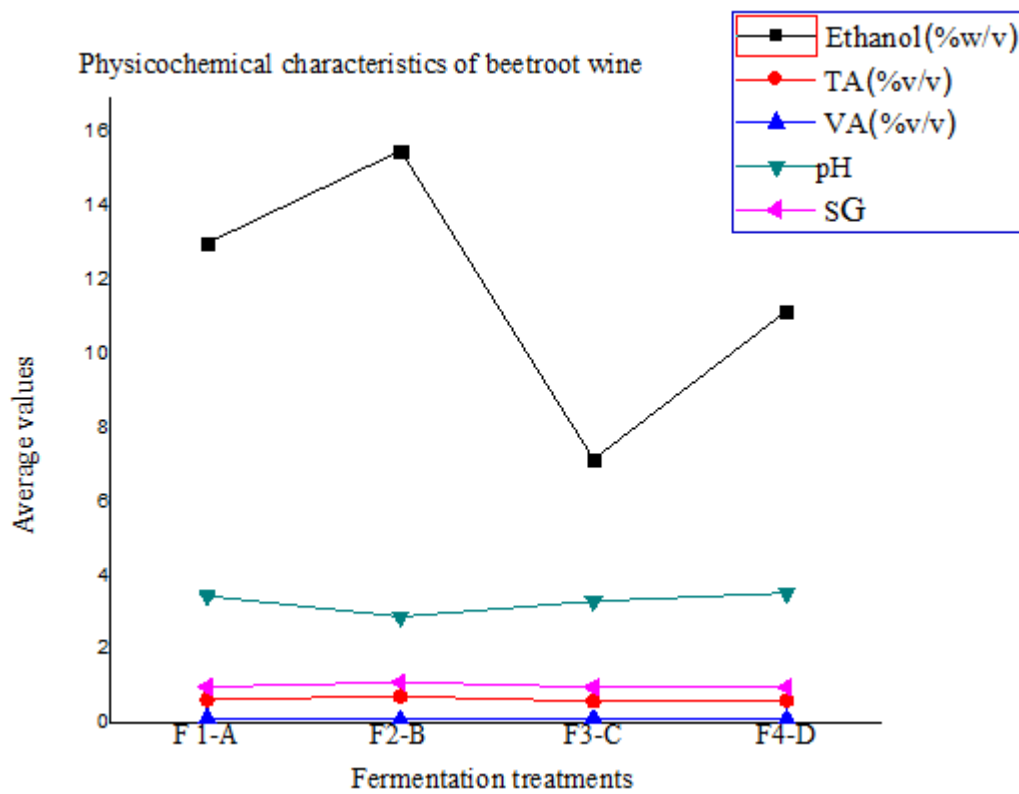 Physicochemical characteristics of beetroot wine
Ethanol(%w/v)
TA(%v/v)
VA(%v/v)
pH
SG
16
14
12
10
8
6
4
2
0
Average values
F 1-A F2-B F3-C F4-D
Fermentation treatments